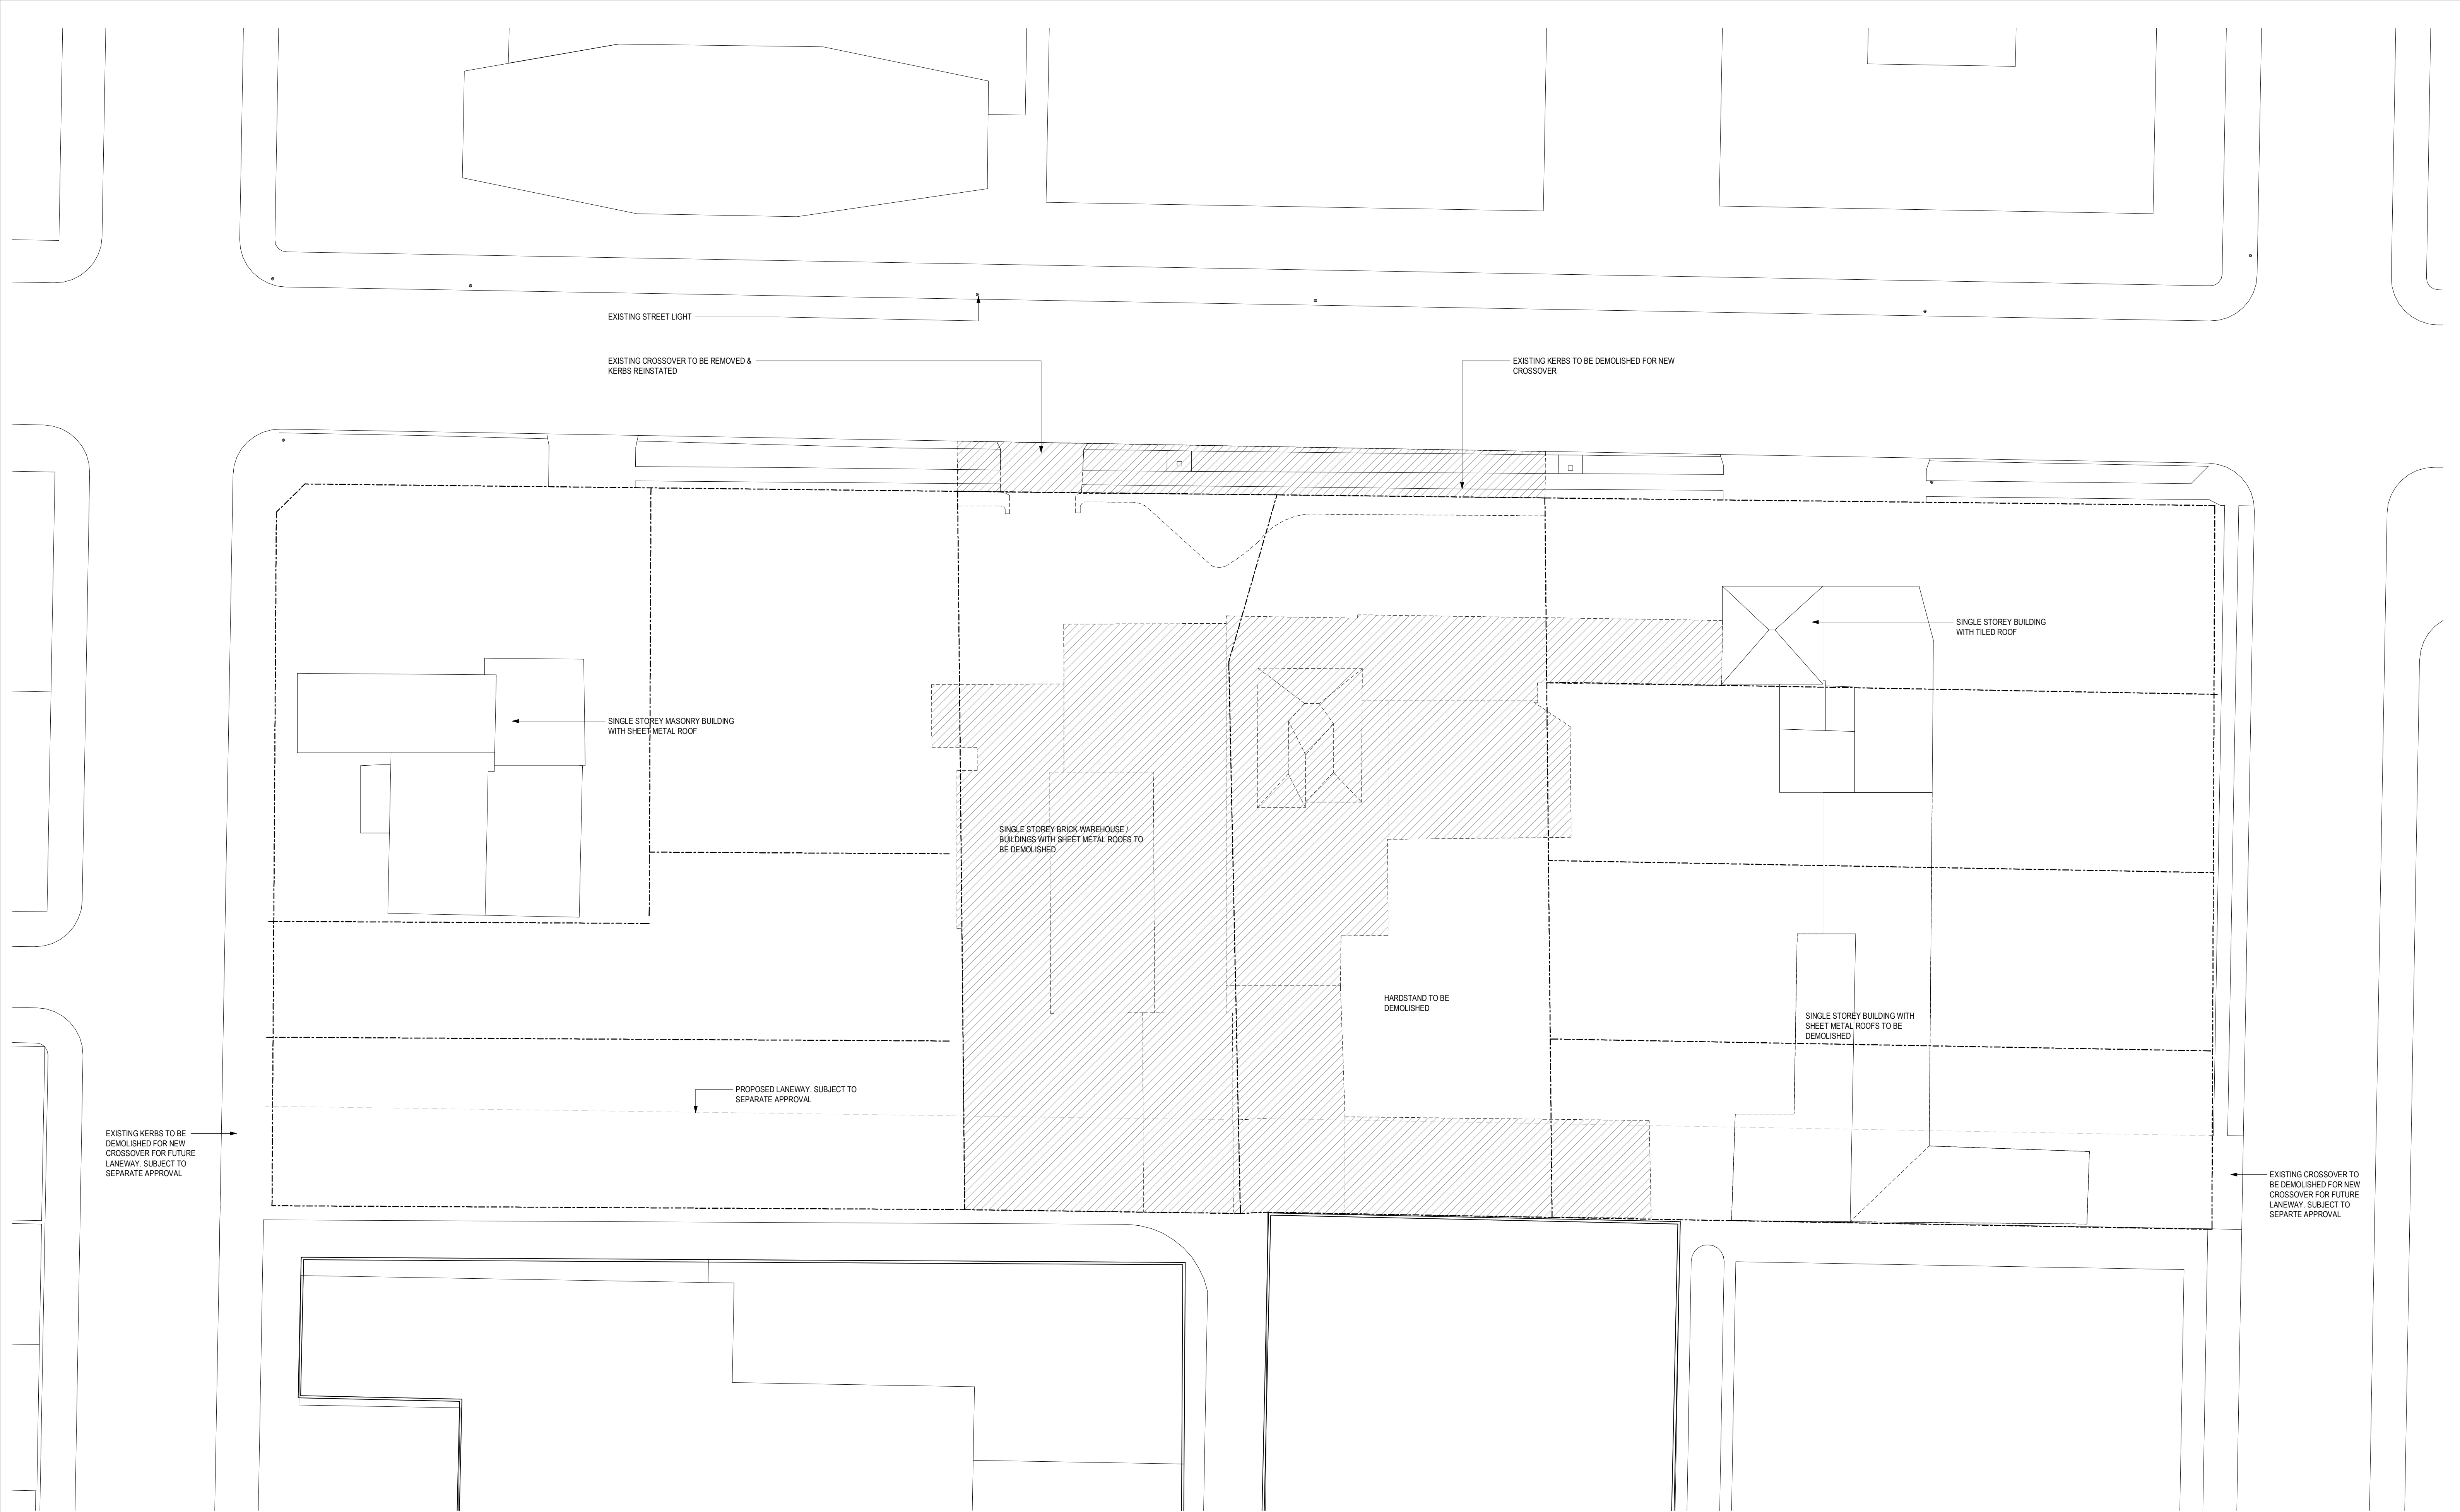 EXISTING STREET LIGHT
EXISTING CROSSOVER TO BE REMOVED &
KERBS REINSTATED
EXISTING KERBS TO BE DEMOLISHED FOR NEW
CROSSOVER
SINGLE STOREY BUILDING
WITH TILED ROOF
SINGLE STOREY MASONRY BUILDING
WITH SHEET METAL ROOF
SINGLE STOREY BRICK WAREHOUSE /
BUILDINGS WITH SHEET METAL ROOFS TO
BE DEMOLISHED
HARDSTAND TO BE
DEMOLISHED
SINGLE STOREY BUILDING WITH
SHEET METAL ROOFS TO BE
DEMOLISHED
PROPOSED LANEWAY. SUBJECT TO
SEPARATE APPROVAL
EXISTING KERBS TO BE
DEMOLISHED FOR NEW
CROSSOVER FOR FUTURE
LANEWAY. SUBJECT TO
SEPARATE APPROVAL
EXISTING CROSSOVER TO
BE DEMOLISHED FOR NEW
CROSSOVER FOR FUTURE
LANEWAY. SUBJECT TO
SEPARTE APPROVAL